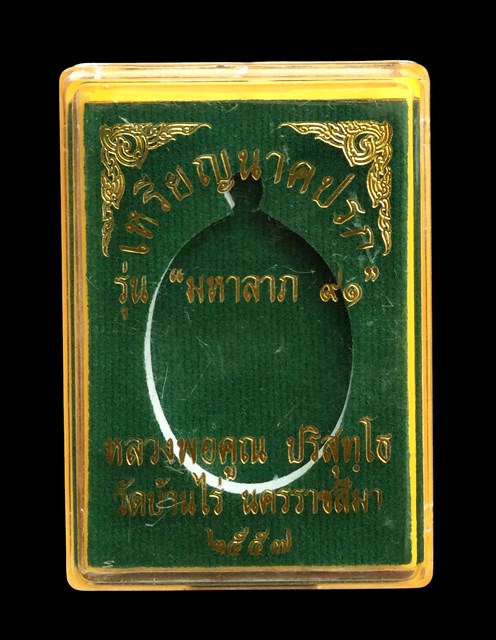 เหรียญนาคปรก
รุ่น “มหาลาภ ๙๑”
หลวงพ่อคูณ ปริสุทฺโธ
วัดบ้านไร่ นครราชสีมา
๒๕๕๗